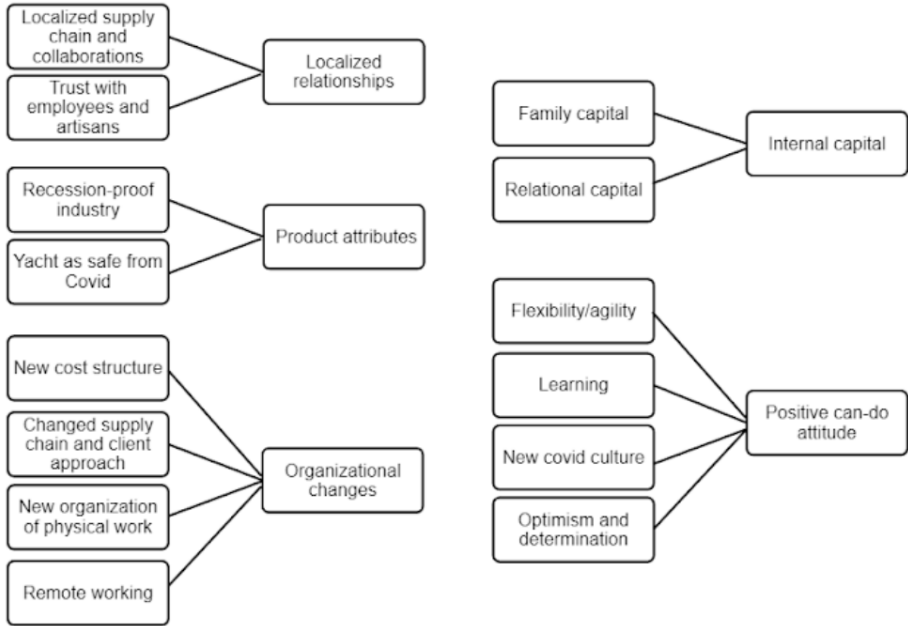 Localized supply
chain and
collaborations
Trust with
employees and
artisans
Localized
relationships
Recession-proof
industry
Yacht as safe from
Covid
Product attributes
New cost structure
Changed supply
chain and client
approach
New organization
of physical work
Remote working
Organizational
changes
Family capital
Relational capital
Internal capital
Flexibility/agility
Learning
New covid culture
Optimism and
determination
Positive can-do
attitude